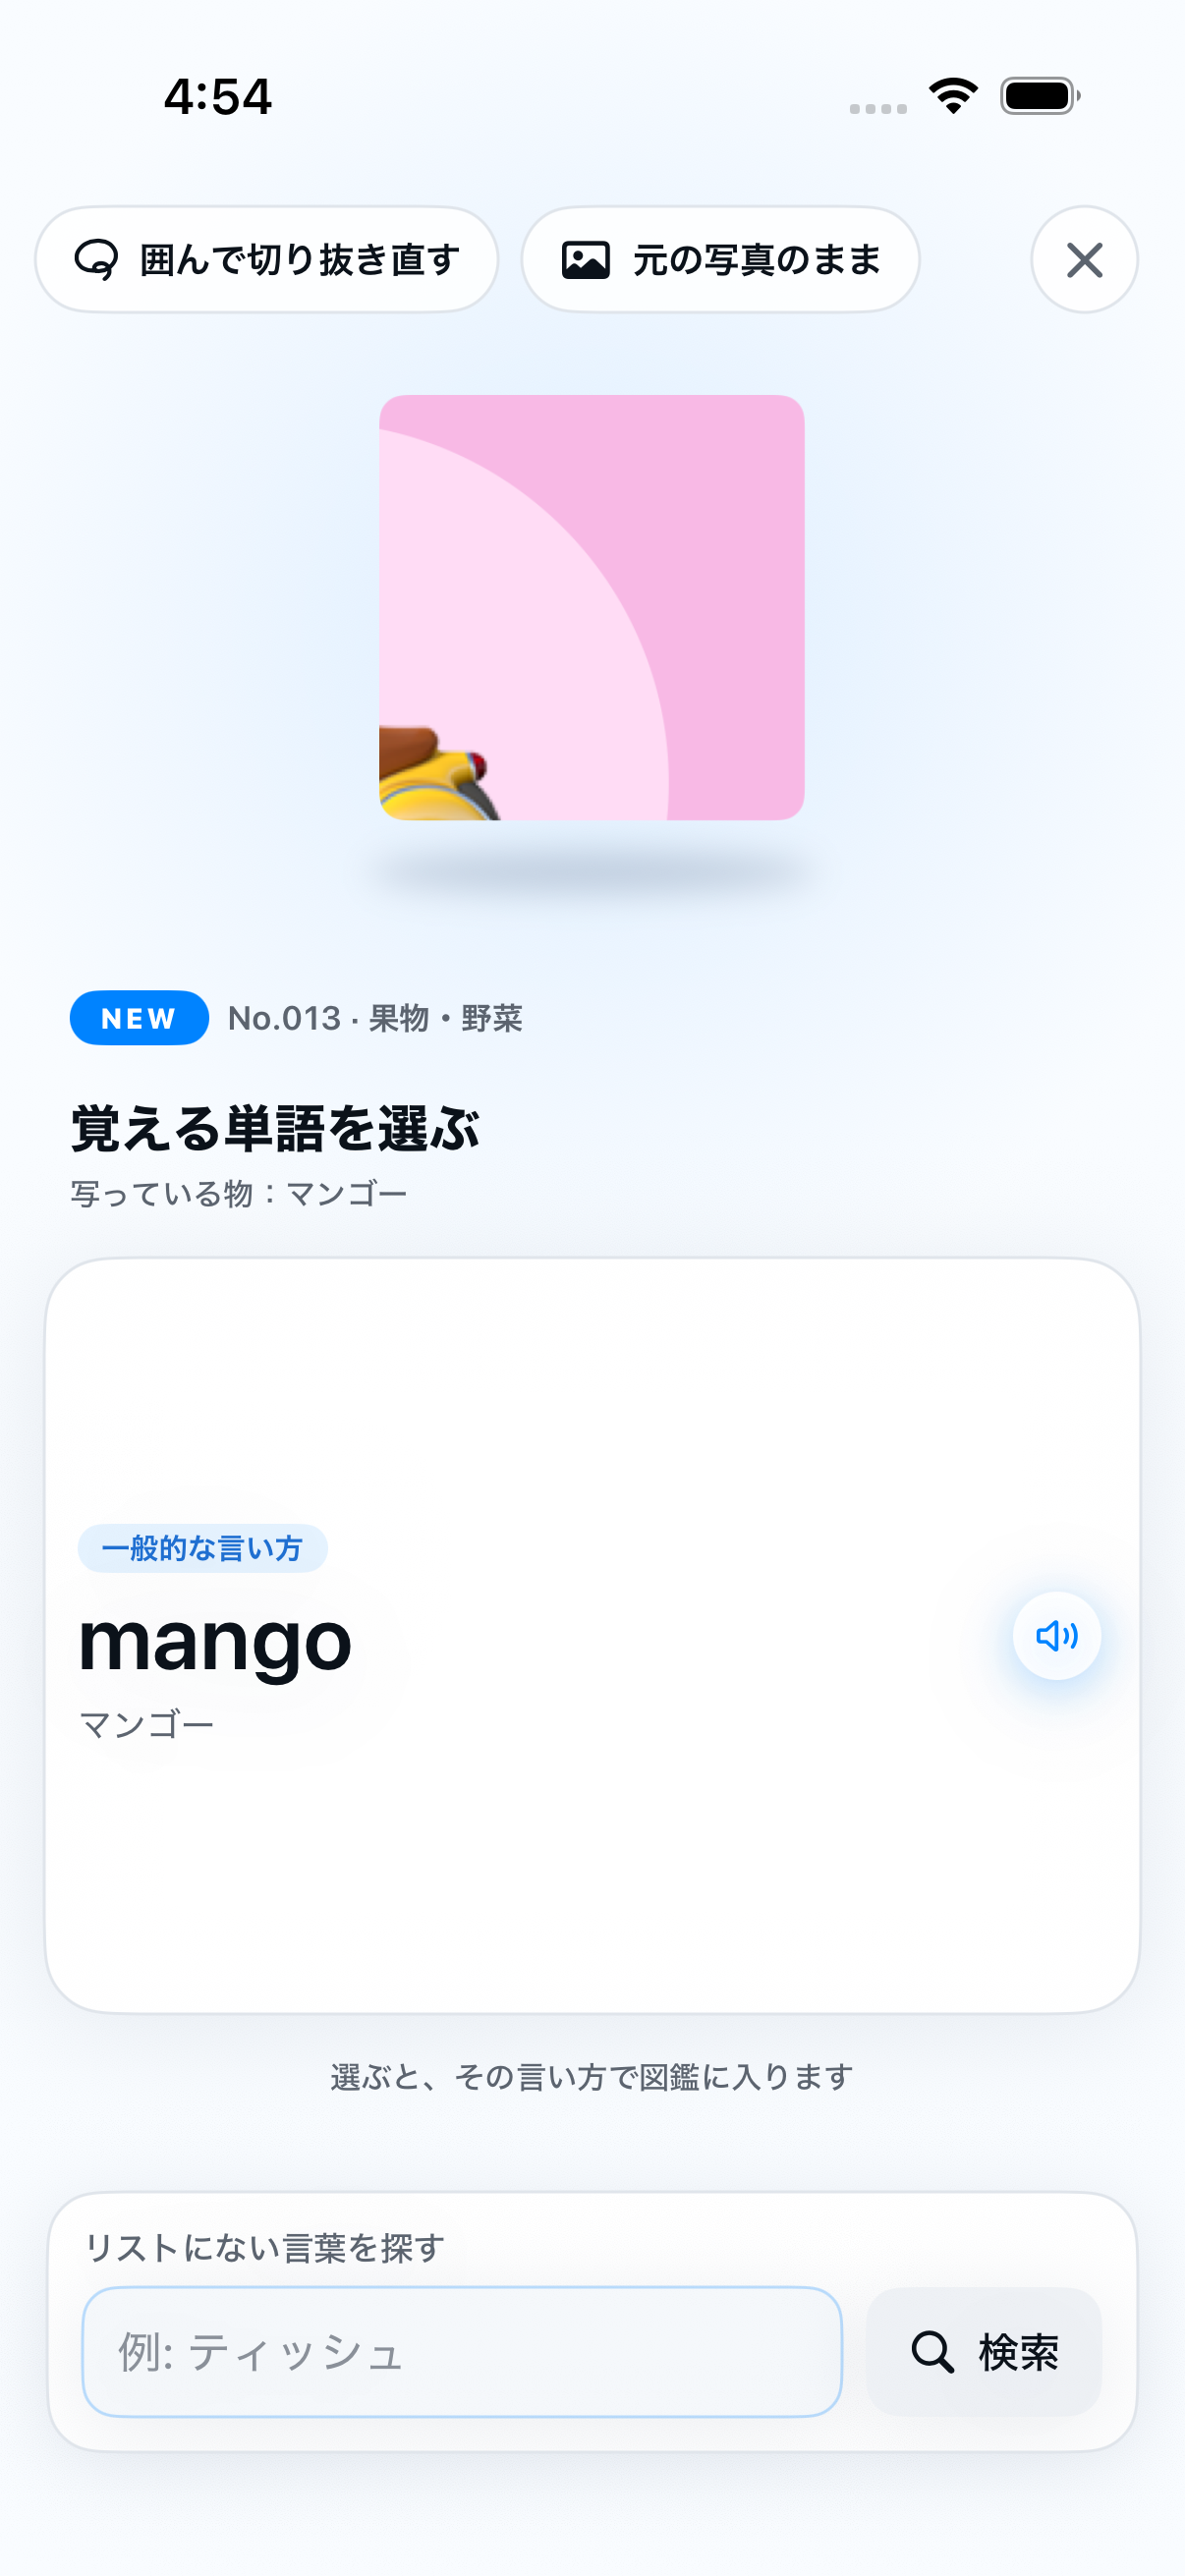 4:54
囲んで切り抜き直す
元の写真のまま
NEW No.013 · 果物・野菜
覚える単語を選ぶ
写っている物：マンゴー
一般的な言い方
mango
マンゴー
選ぶと、その言い方で図鑑に入ります
リストにない言葉を探す
例: ティッシュ
検索